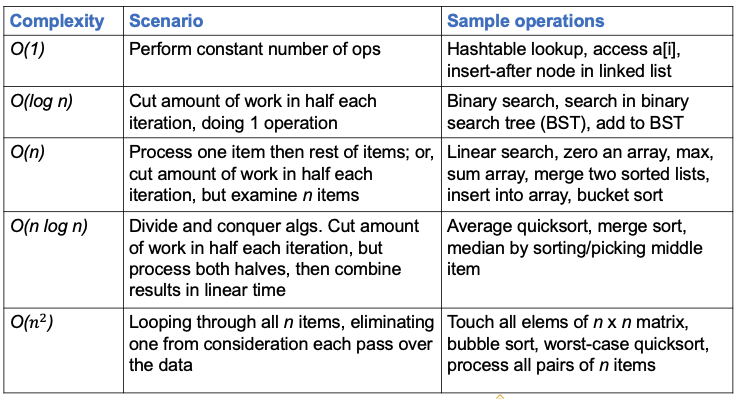 Complexity Scenario Sample operations
O(1) Perform constant number of ops Hashtable lookup, access a[i],
insert-after node in linked list
O(log n) Cut amount of work in half each Binary search, search in binary
iteration, doing 1 operation search tree (BST), add to BST
O(n) Process one item then rest of items; or, Linear search, zero an array, max,
cut amount of work in half each sum array, merge two sorted lists,
iteration, but examine n items insert into array, bucket sort
O(n log n) Divide and conquer algs. Cut amount Average quicksort, merge sort,
of work in half each iteration, but median by sorting/picking middle
process both halves, then combine item
results in linear time
O(n²) Looping through all n items, eliminating Touch all elems of n x n matrix,
one from consideration each pass over bubble sort, worst-case quicksort,
the data process all pairs of n items